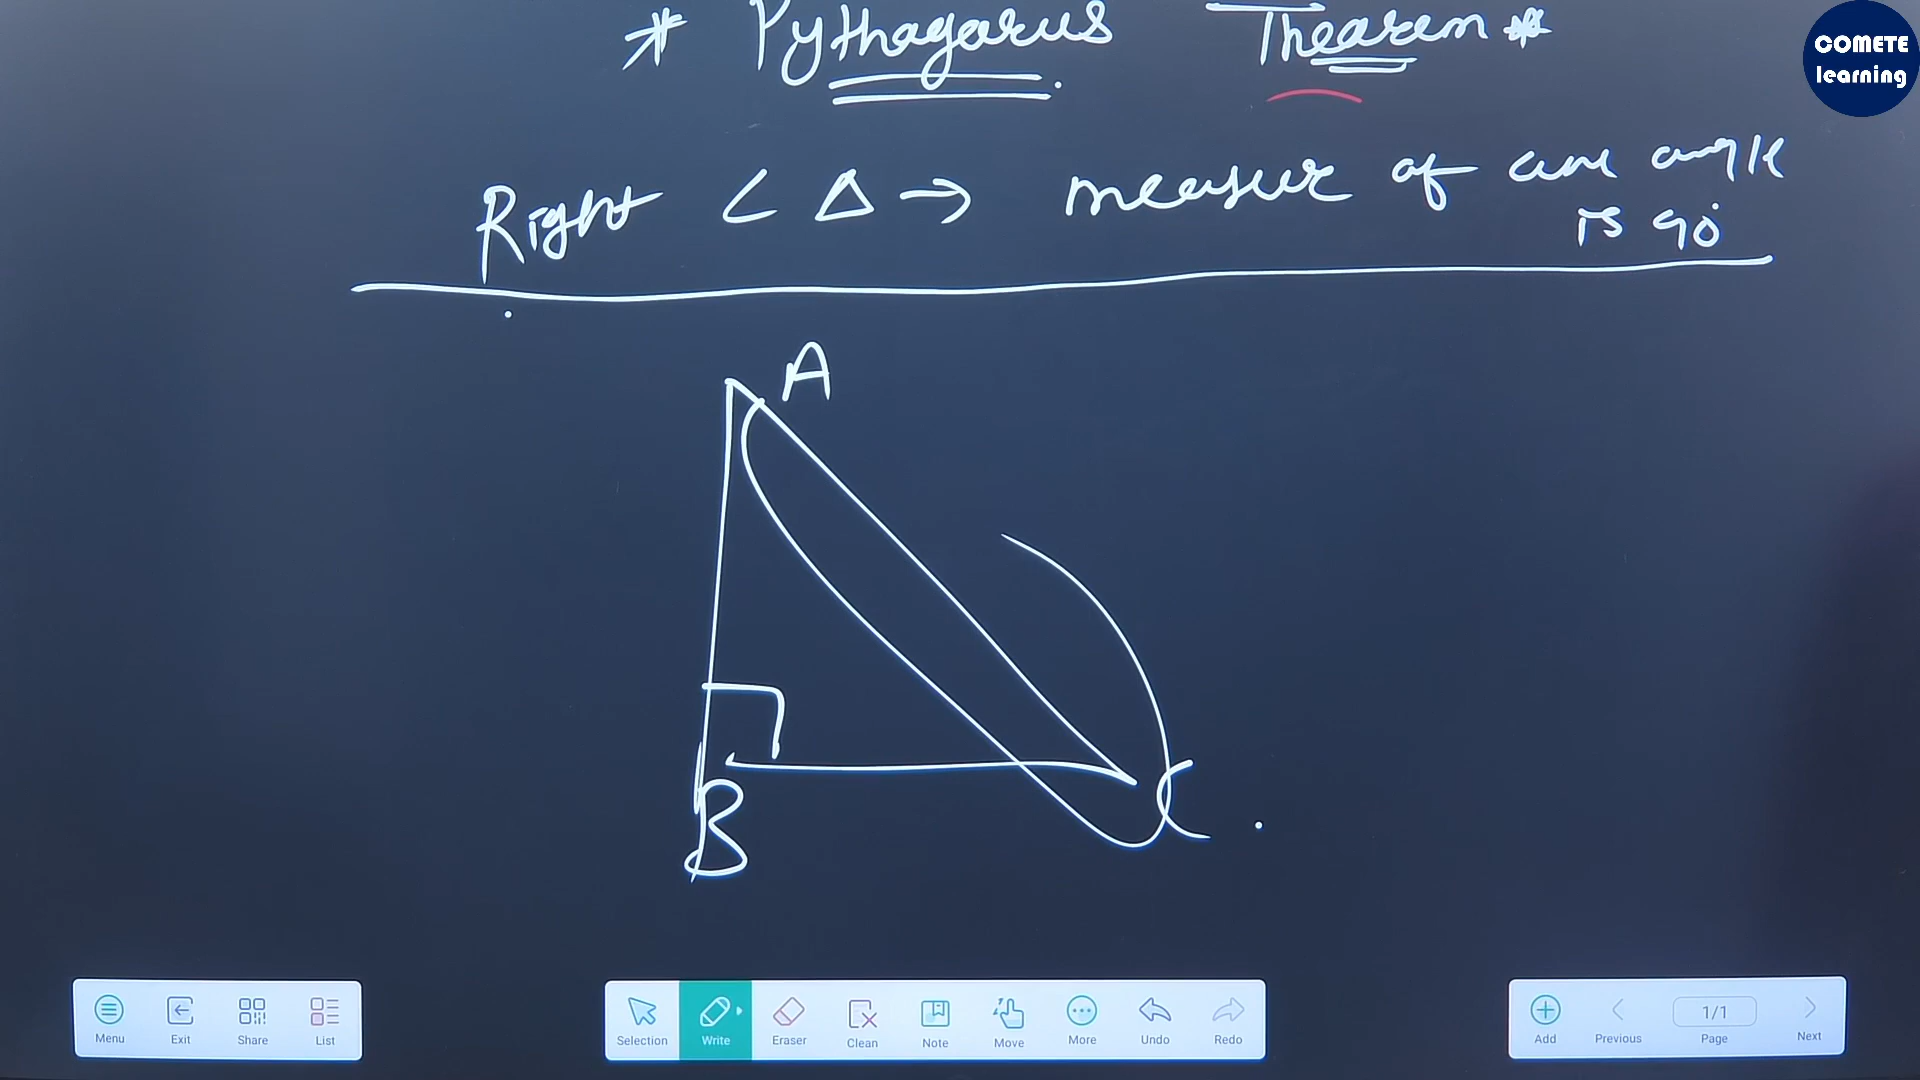 * Pythagorus Thearem *
COMETE
learning
Right < Δ → measure of one angle
is 90°
A
B
C
Menu
Exit
Share
List
Selection
Write
Eraser
Clean
Note
Move
More
Undo
Redo
Add
Previous
1/1
Page
Next